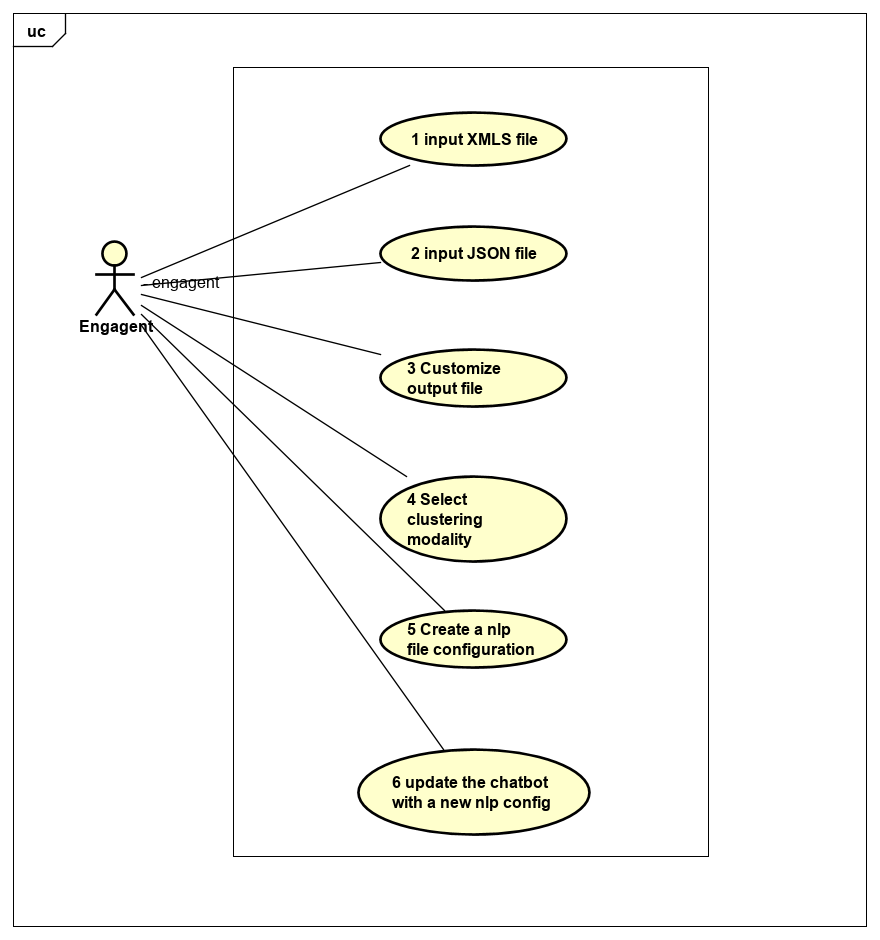 uc
1 input XMLS file
2 input JSON file
- engagent
Engagent
3 Customize
output file
4 Select
clustering
modality
5 Create a nlp
file configuration
6 update the chatbot
with a new nlp config